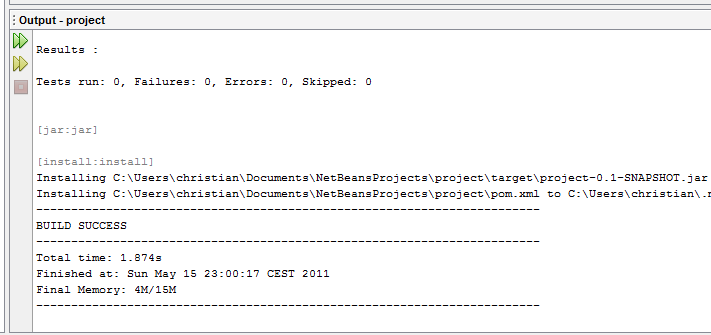 Output - project
Results :
Tests run: 0, Failures: 0, Errors: 0, Skipped: 0
[jar:jar]
[install:install]
Installing C:\Users\christian\Documents\NetBeansProjects\project\target\project-0.1-SNAPSHOT.jar
Installing C:\Users\christian\Documents\NetBeansProjects\project\pom.xml to C:\Users\christian\.
------------------------------------------------------------------------
BUILD SUCCESS
------------------------------------------------------------------------
Total time: 1.874s
Finished at: Sun May 15 23:00:17 CEST 2011
Final Memory: 4M/15M
------------------------------------------------------------------------